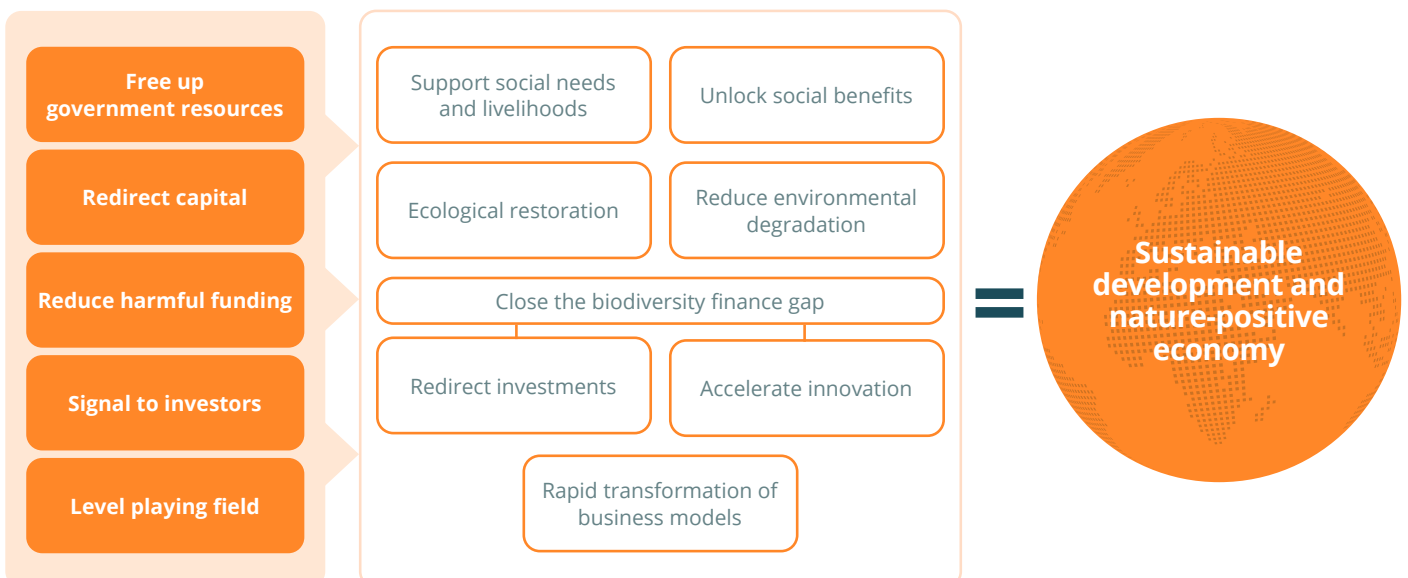 Free up
government resources
Redirect capital
Reduce harmful funding
Signal to investors
Level playing field
Support social needs
and livelihoods
Unlock social benefits
Ecological restoration
Reduce environmental
degradation
Close the biodiversity finance gap
Redirect investments
Accelerate innovation
Rapid transformation of
business models
=
Sustainable
development and
nature-positive
economy